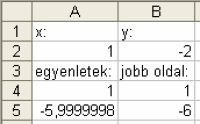 A B
1 x: y:
2 1 -2
3 egyenletek: jobb oldal:
4 1 1
5 -5,9999998 -6